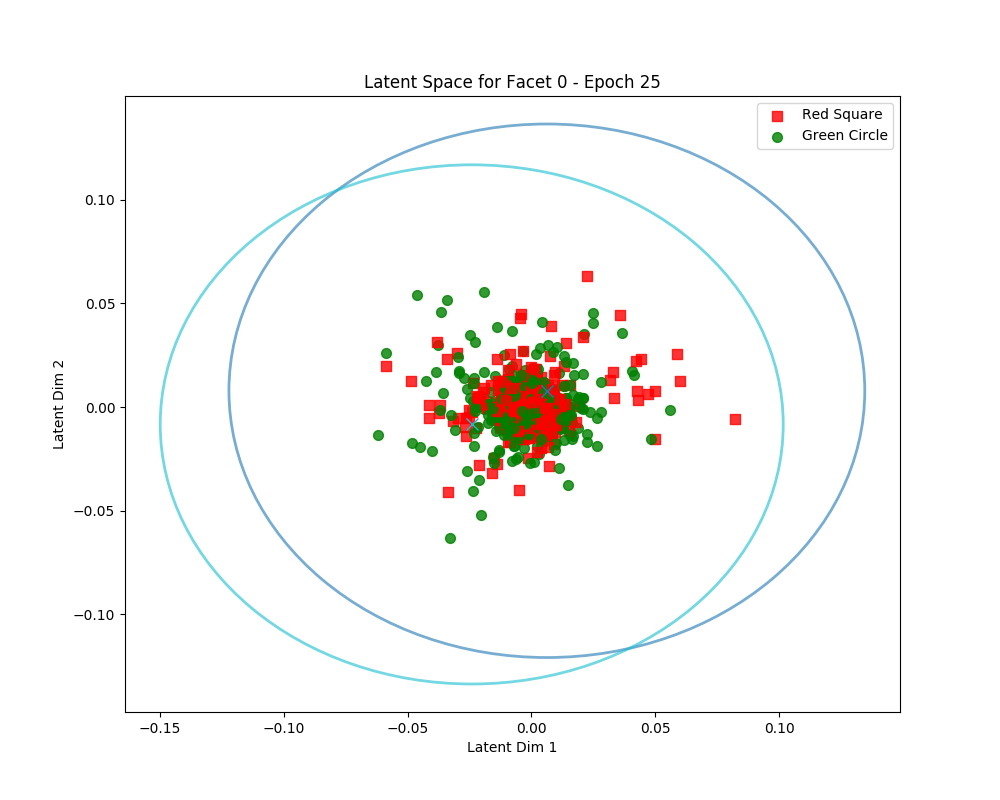 Latent Space for Facet 0 - Epoch 25
Red Square
Green Circle
0.10
0.05
0.00
−0.05
−0.10
Latent Dim 2
−0.15
−0.10
−0.05
0.00
0.05
0.10
Latent Dim 1